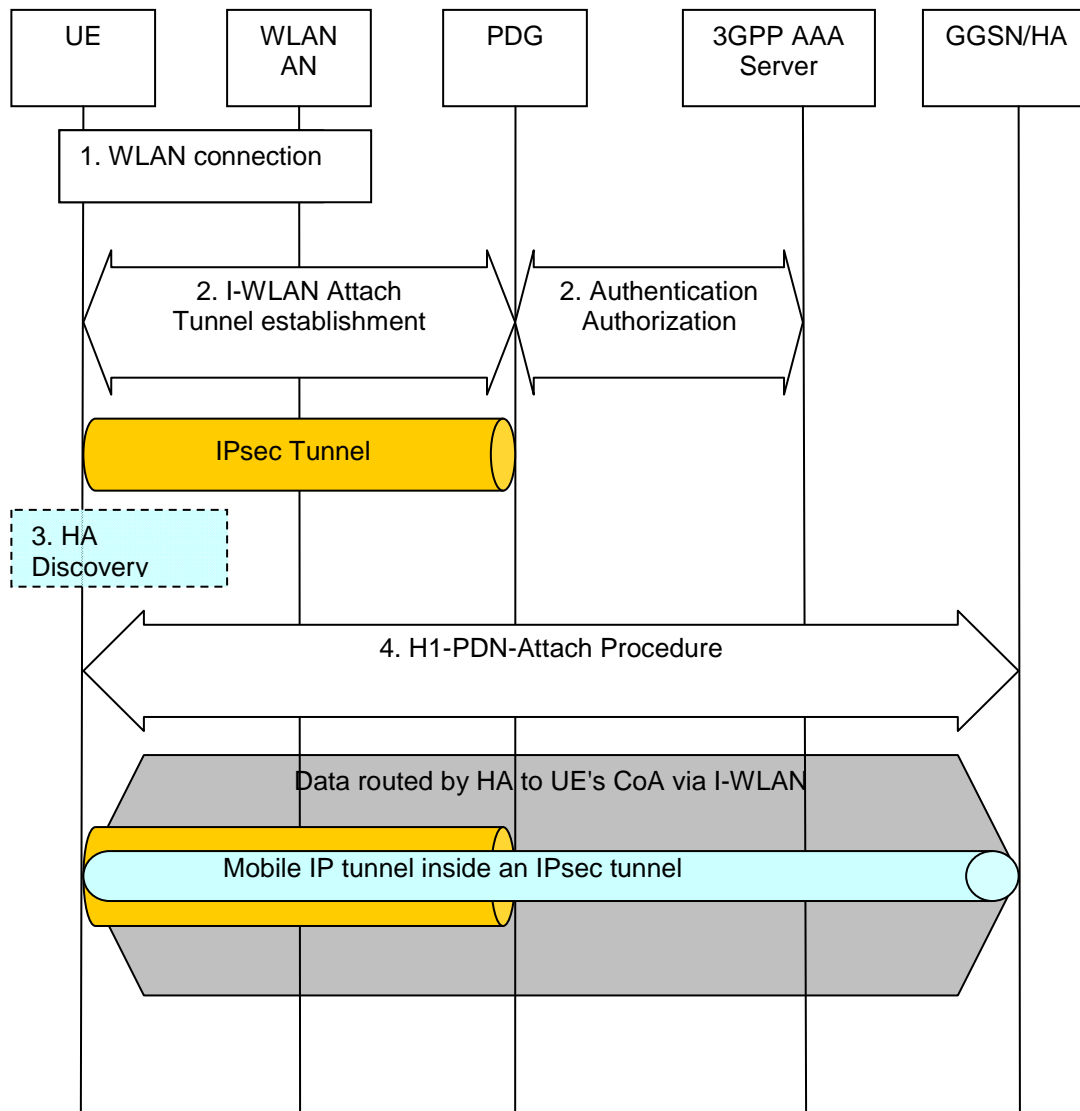 UE
WLAN
AN
PDG
3GPP AAA
Server
GGSN/HA
1. WLAN connection
2. I-WLAN Attach
Tunnel establishment
2. Authentication
Authorization
IPsec Tunnel
3. HA
Discovery
4. H1-PDN-Attach Procedure
Data routed by HA to UE's CoA via I-WLAN
Mobile IP tunnel inside an IPsec tunnel